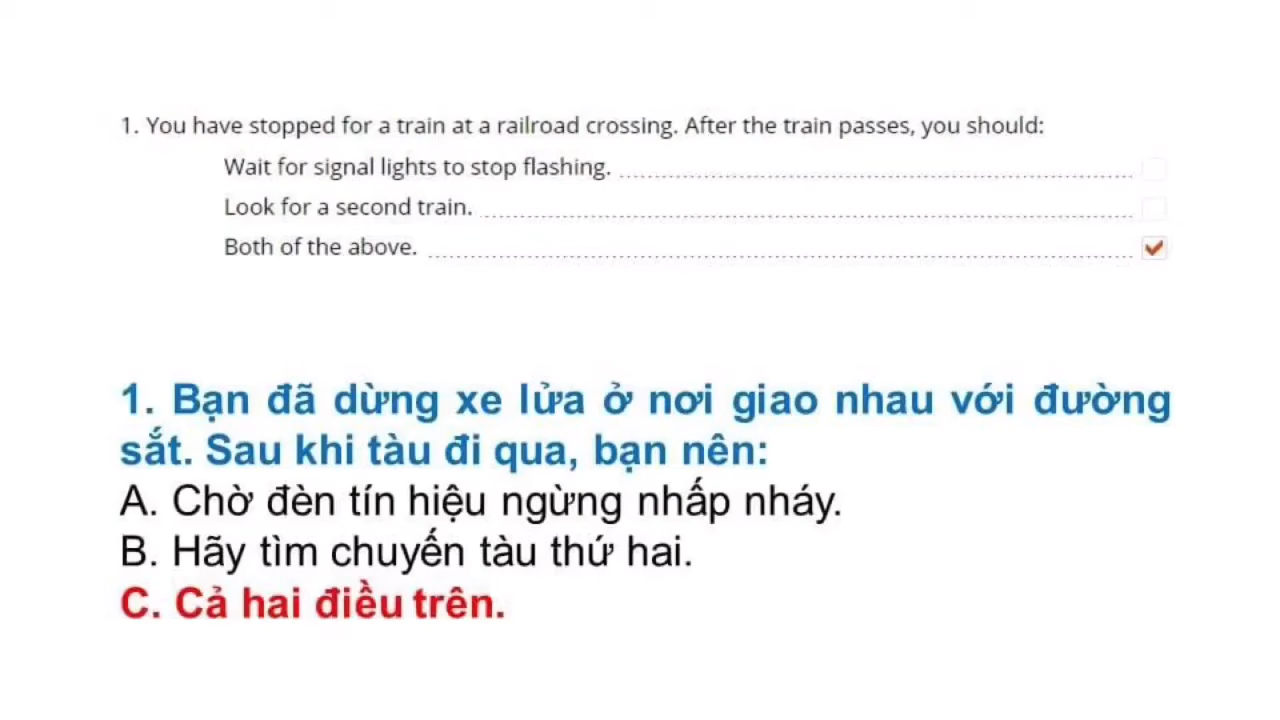 1. You have stopped for a train at a railroad crossing. After the train passes, you should:
Wait for signal lights to stop flashing.
Look for a second train.
Both of the above.
1. Bạn đã dừng xe lửa ở nơi giao nhau với đường
sắt. Sau khi tàu đi qua, bạn nên:
A. Chờ đèn tín hiệu ngừng nhấp nháy.
B. Hãy tìm chuyến tàu thứ hai.
C. Cả hai điều trên.